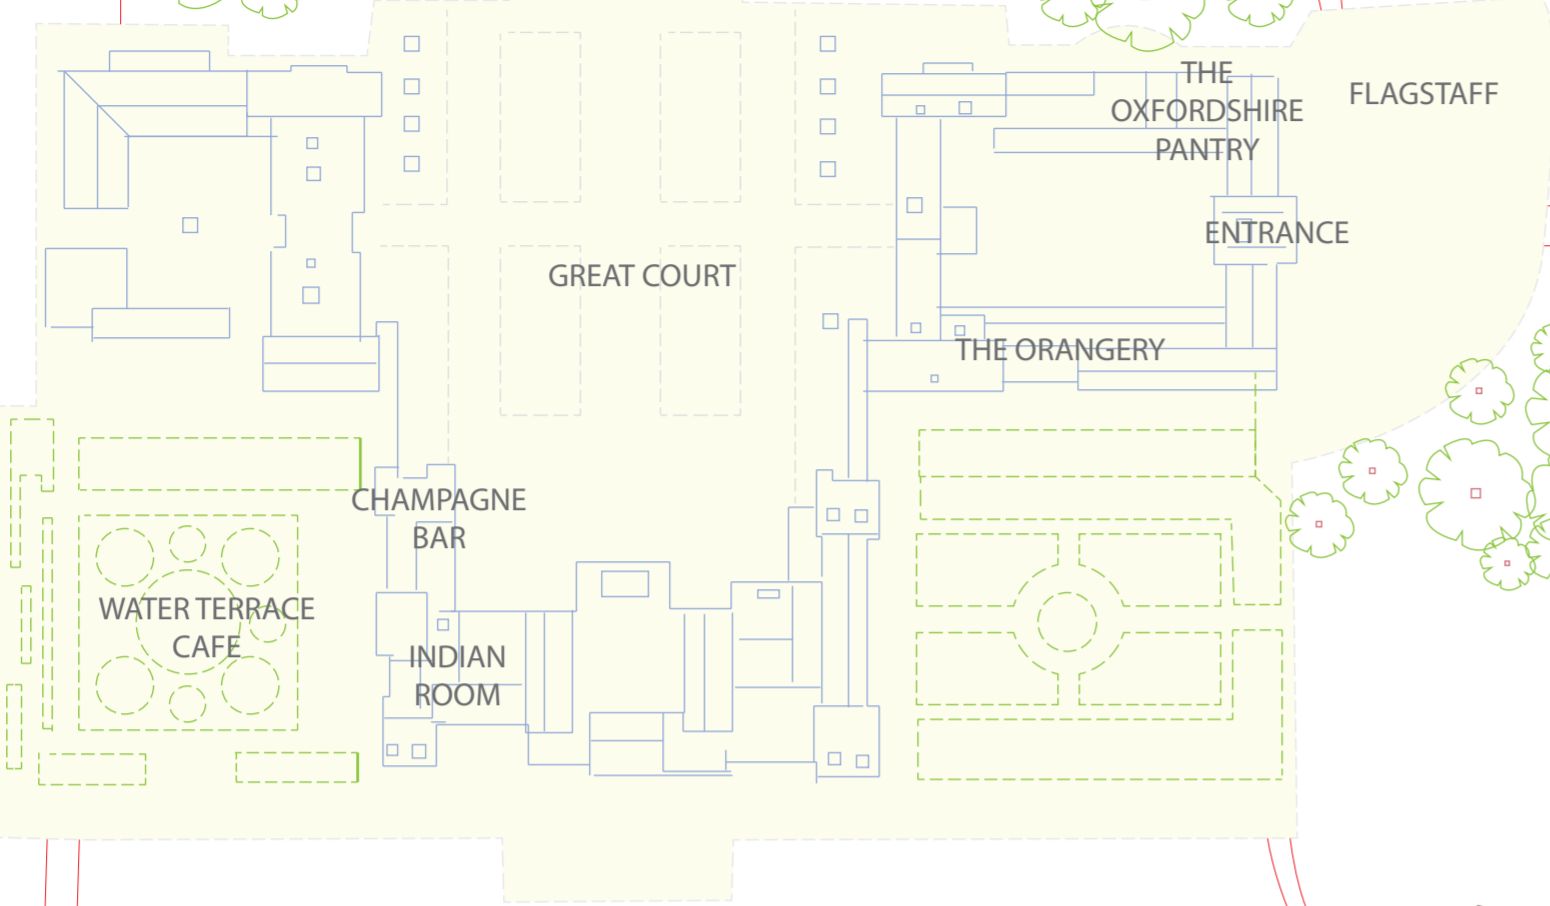 THE
OXFORDSHIRE
PANTRY
FLAGSTAFF
ENTRANCE
GREAT COURT
THE ORANGERY
CHAMPAGNE
BAR
WATER TERRACE
CAFE
INDIAN
ROOM